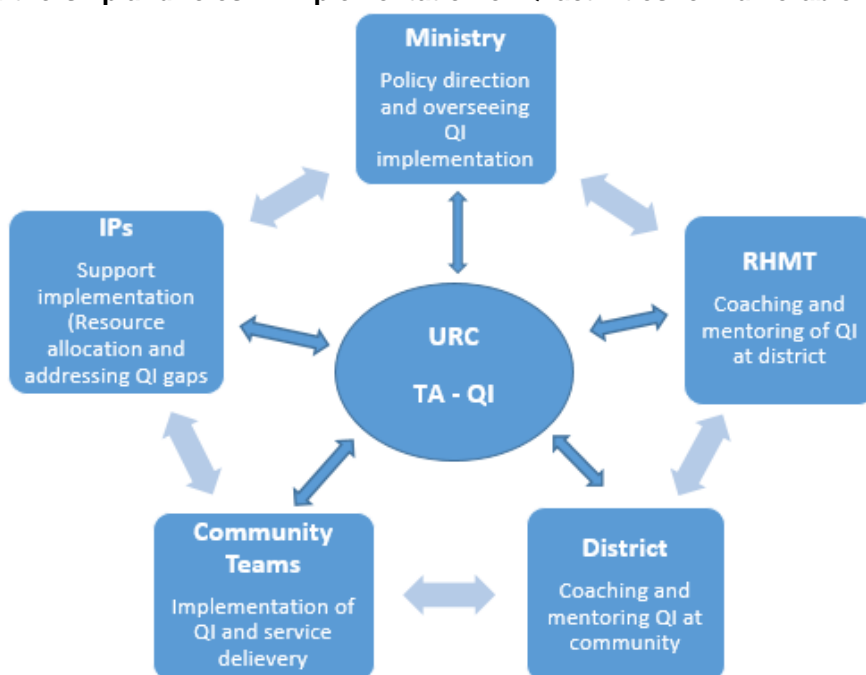 Ministry
Policy direction
and overseeing
QI
implementation
IPs
Support
implementation
(Resource
allocation and
addressing QI gaps
RHMT
Coaching and
mentoring of QI
at district
URC
TA - QI
Community
Teams
Implementation of
QI and service
delievery
District
Coaching and
mentoring QI at
community